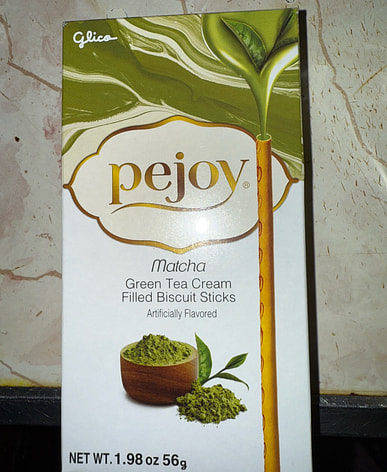 Glico
pejoy®
Matcha
Green Tea Cream
Filled Biscuit Sticks
Artificially Flavored
NET WT. 1.98 oz 56g